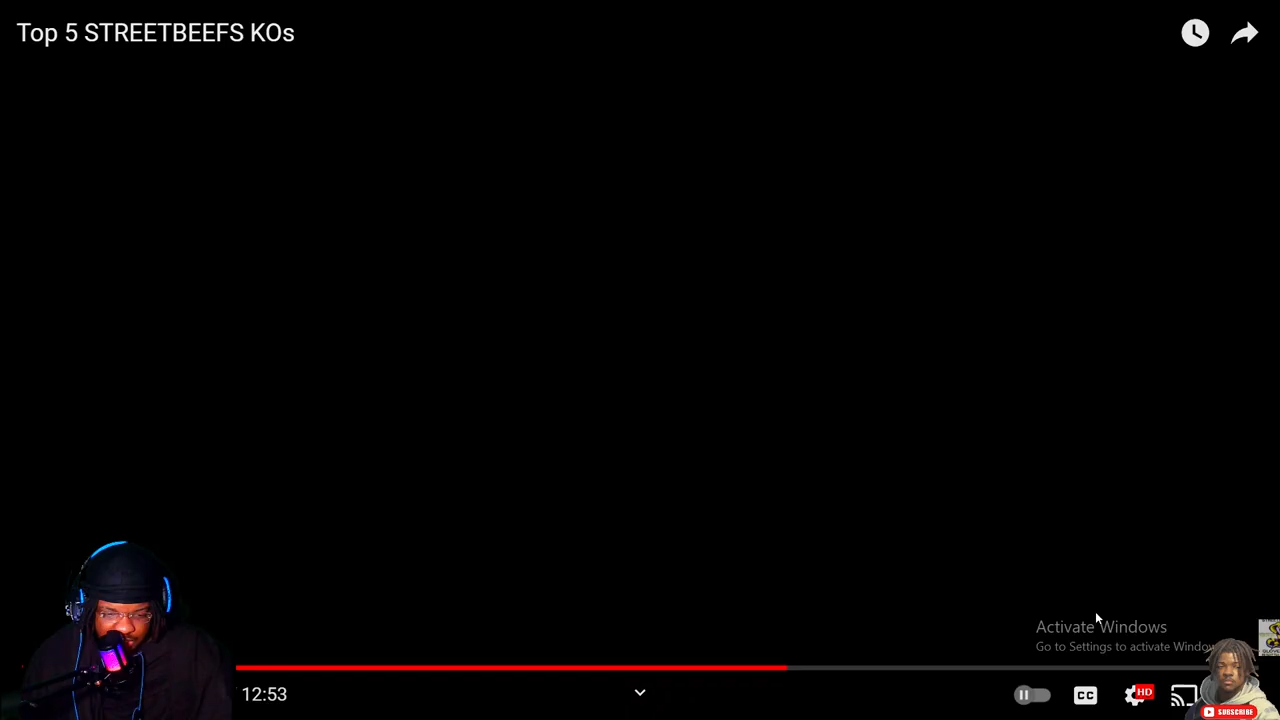 Top 5 STREETBEEFS KOs
Activate Windows
Go to Settings to activate Window
12:53
CC
HD
SUBSCRIBE